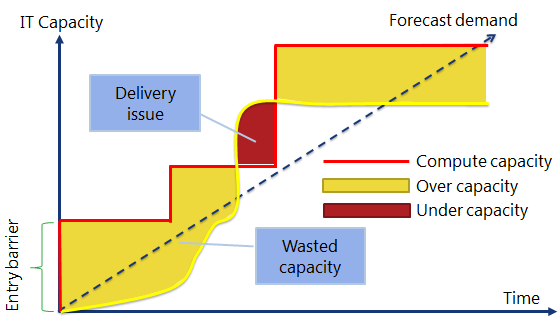 IT Capacity
Forecast demand
Delivery
issue
Compute capacity
Over capacity
Under capacity
Entry barrier
Wasted
capacity
Time